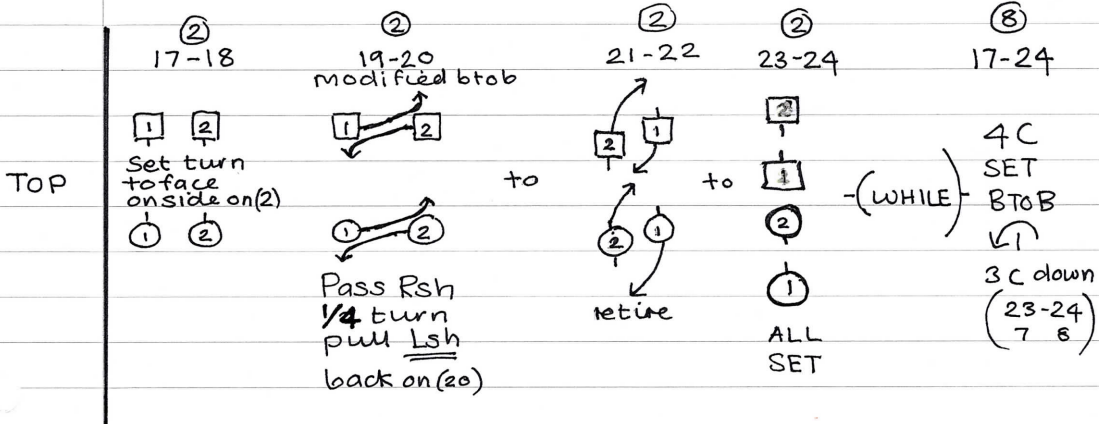 ② ② ② ② ⑧
17-18 19-20 21-22 23-24 17-24
modified btob
1 2 1 2 2 1 2
Set turn
to face
on side on (2)
TOP
to
to
1
-(WHILE)-
4C
SET
BTOB
1 2 1 2 2 1 2
1
3C down
(23-24
7 8)
Pass Rsh
1/4 turn
pull Lsh
back on (20)
retire
ALL
SET